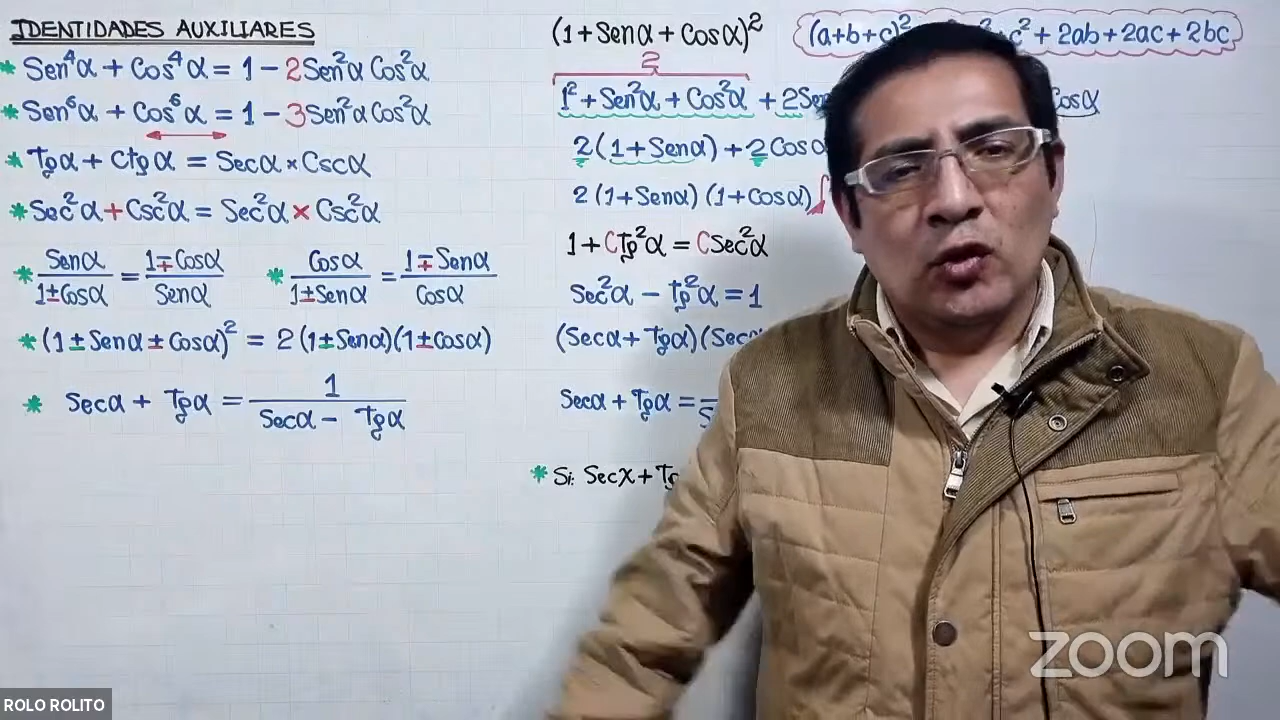 IDENTIDADES AUXILIARES
* Sen⁴α + Cos⁴α = 1 - 2Sen²α Cos²α
* Sen⁶α + Cos⁶α = 1 - 3Sen²α Cos²α
* Tgα + Ctgα = Secα × Cscα
* Sec²α + Csc²α = Sec²α × Csc²α
* Senα/1±Cosα = 1∓Cosα/Senα * Cosα/1±Senα = 1∓Senα/Cosα
* (1 ± Senα ± Cosα)² = 2(1±Senα)(1±Cosα)
* Secα + Tgα = 1/Secα - Tgα
(1 + Senα + Cosα)²
(a+b+c)² c² + 2ab + 2ac + 2bc
2
1² + Sen²α + Cos²α + 2Sen Cosα
2(1 + Senα) + 2Cosα
2(1+Senα)(1+Cosα)
1 + Ctg²α = CSec²α
Sec²α - Tg²α = 1
(Secα + Tgα)(Sec
Secα + Tgα =
* Si: Secx + Tg
zoom
ROLO ROLITO